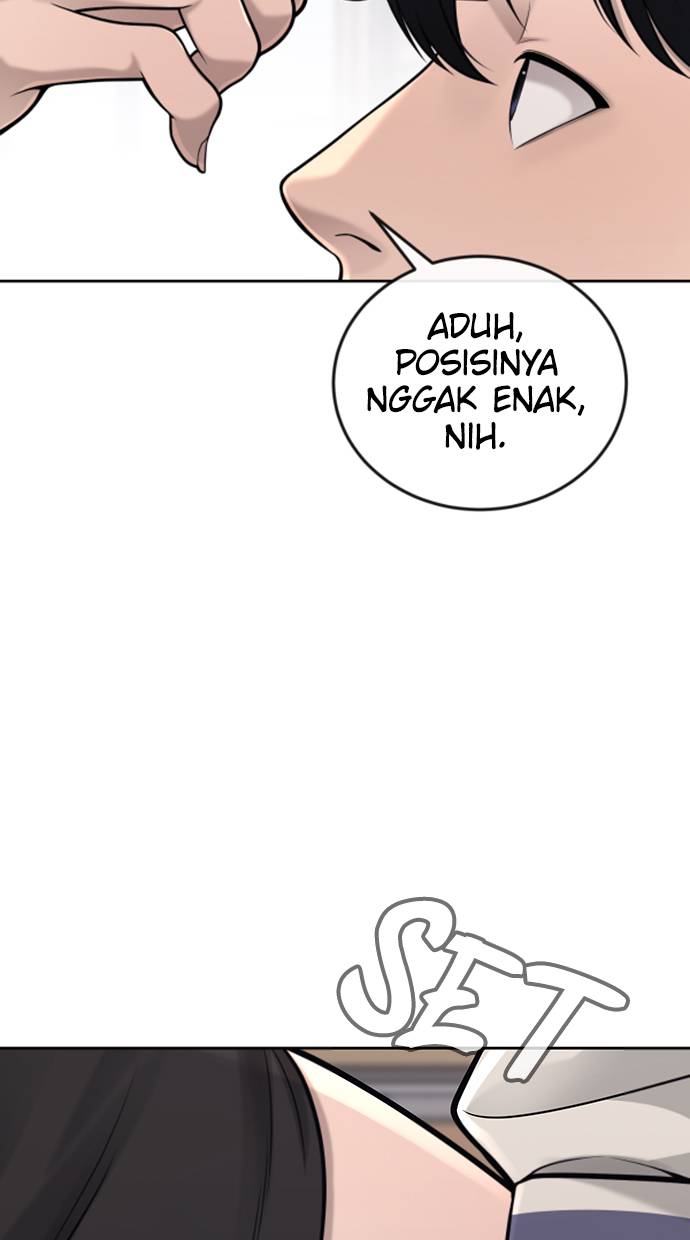 ADUH,
POSISINYA
NGGAK ENAK,
NIH.
SET